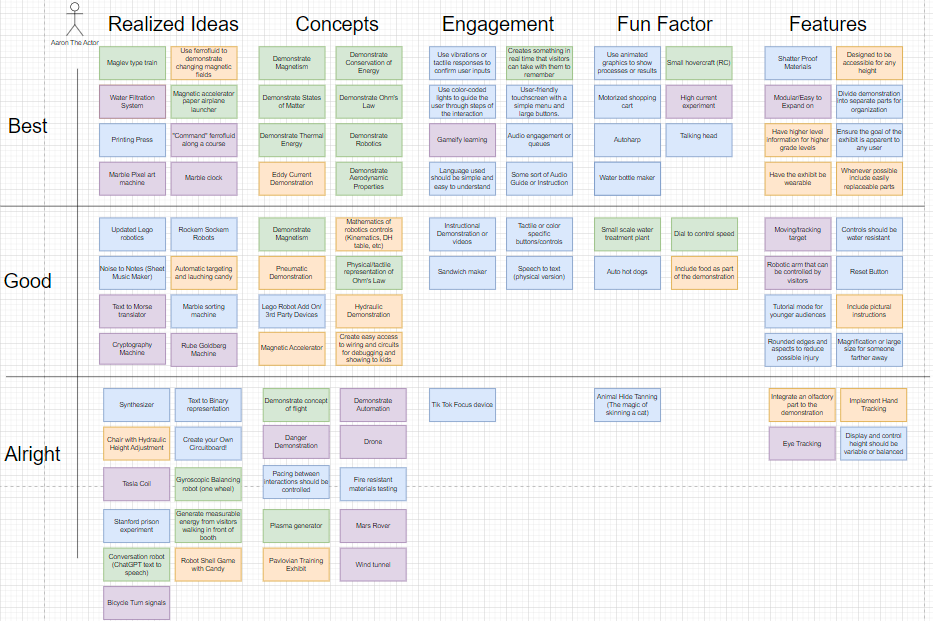 Realized Ideas
Concepts
Engagement
Fun Factor
Features
Aaron The Actor
Best
Maglev type train
Use ferrofluid to
demonstrate
changing magnetic
fields
Demonstrate
Magnetism
Demonstrate
Conservation of
Energy
Use vibrations or
tactile responses to
confirm user inputs
Creates something in
real time that visitors
can take with them to
remember
Use animated
graphics to show
processes or results
Small hovercraft (RC)
Shatter Proof
Materials
Designed to be
accessible for any
height
Water Filtration
System
Magnetic accelerator
paper airplane
launcher
Demonstrate States
of Matter
Demonstrate Ohm's
Law
Use color-coded
lights to guide the
user through steps of
the interaction
User-friendly
touchscreen with a
simple menu and
large buttons.
Motorized shopping
cart
High current
experiment
Modular/Easy to
Expand on
Divide demonstration
into separate parts for
organization
Printing Press
"Command" ferrofluid
along a course
Demonstrate Thermal
Energy
Demonstrate
Robotics
Gameify learning
Audio engagement or
queues
Autoharp
Talking head
Have higher level
information for higher
grade levels
Ensure the goal of the
exhibit is apparent to
any user
Marble Pixel art
machine
Marble clock
Eddy Current
Demonstration
Demonstrate
Aerodynamic
Properties
Language used
should be simple and
easy to understand
Some sort of Audio
Guide or Instruction
Water bottle maker
Have the exhibit be
wearable
Whenever possible
include easily
replaceable parts
Good
Updated Lego
robotics
Rockem Sockem
Robots
Demonstrate
Magnetism
Mathematics of
robotics controls
(Kinematics, DH
table, etc)
Instructional
Demonstration or
videos
Tactile or color
specific
buttons/controls
Small scale water
treatment plant
Dial to control speed
Moving/tracking
target
Controls should be
water resistant
Noise to Notes (Sheet
Music Maker)
Automatic targeting
and lauching candy
Pneumatic
Demonstration
Physical/tactile
representation of
Ohm's Law
Sandwich maker
Speech to text
(physical version)
Auto hot dogs
Include food as part
of the demonstration
Robotic arm that can
be controlled by
visitors
Reset Button
Text to Morse
translator
Marble sorting
machine
Lego Robot Add On/
3rd Party Devices
Hydraulic
Demonstration
Tutorial mode for
younger audiences
Include pictural
instructions
Cryptography
Machine
Rube Goldberg
Machine
Magnetic Accelerator
Create easy access
to wiring and circuits
for debugging and
showing to kids
Rounded edges and
aspects to reduce
possible injury
Magnification or large
size for someone
farther away
Alright
Synthesizer
Text to Binary
representation
Demonstrate concept
of flight
Demonstrate
Automation
Tik Tok Focus device
Animal Hide Tanning
(The magic of
skinning a cat)
Integrate an olfactory
part to the
demonstration
Implement Hand
Tracking
Chair with Hydraulic
Height Adjustment
Create your Own
Circuitboard!
Danger
Demonstration
Drone
Eye Tracking
Display and control
height should be
variable or balanced
Tesla Coil
Gyroscopic Balancing
robot (one wheel)
Pacing between
interactions should be
controlled
Fire resistant
materials testing
Stanford prison
experiment
Generate measurable
energy from visitors
walking in front of
booth
Plasma generator
Mars Rover
Conversation robot
(ChatGPT text to
speech)
Robot Shell Game
with Candy
Pavlovian Training
Exhibit
Wind tunnel
Bicycle Turn signals